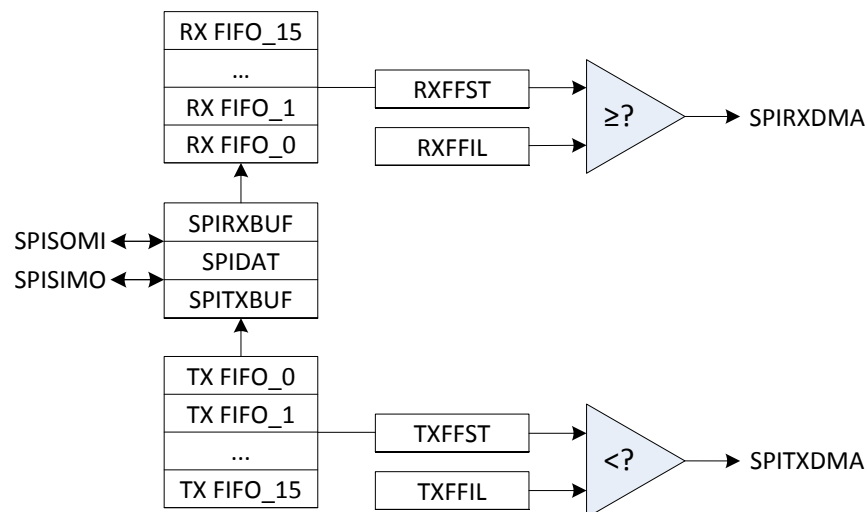 RX FIFO_15
...
RX FIFO_1
RX FIFO_0
RXFFST
RXFFIL
≥?
SPIRXDMA
SPISOMI
SPISIMO
SPIRXBUF
SPIDAT
SPITXBUF
TX FIFO_0
TX FIFO_1
...
TX FIFO_15
TXFFST
TXFFIL
<?
SPITXDMA